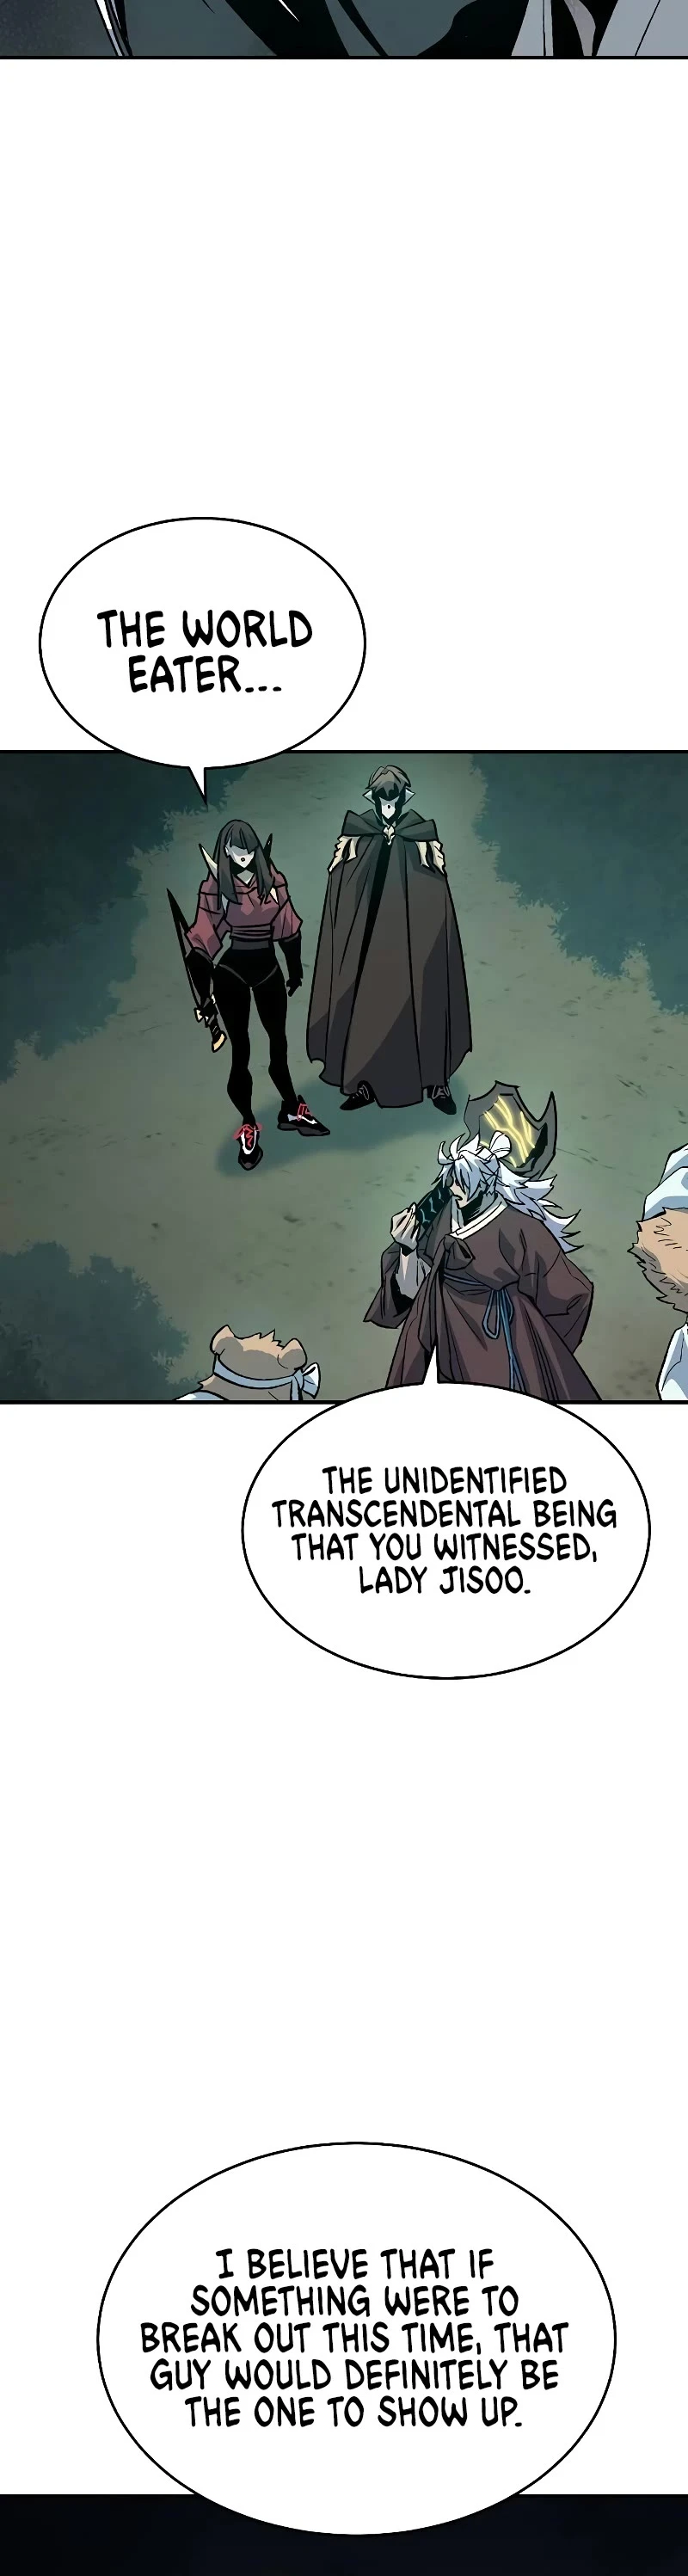 THE WORLD
EATER...
THE UNIDENTIFIED
TRANSCENDENTAL BEING
THAT YOU WITNESSED,
LADY JISOO.
I BELIEVE THAT IF
SOMETHING WERE TO
BREAK OUT THIS TIME, THAT
GUY WOULD DEFINITELY BE
THE ONE TO SHOW UP.